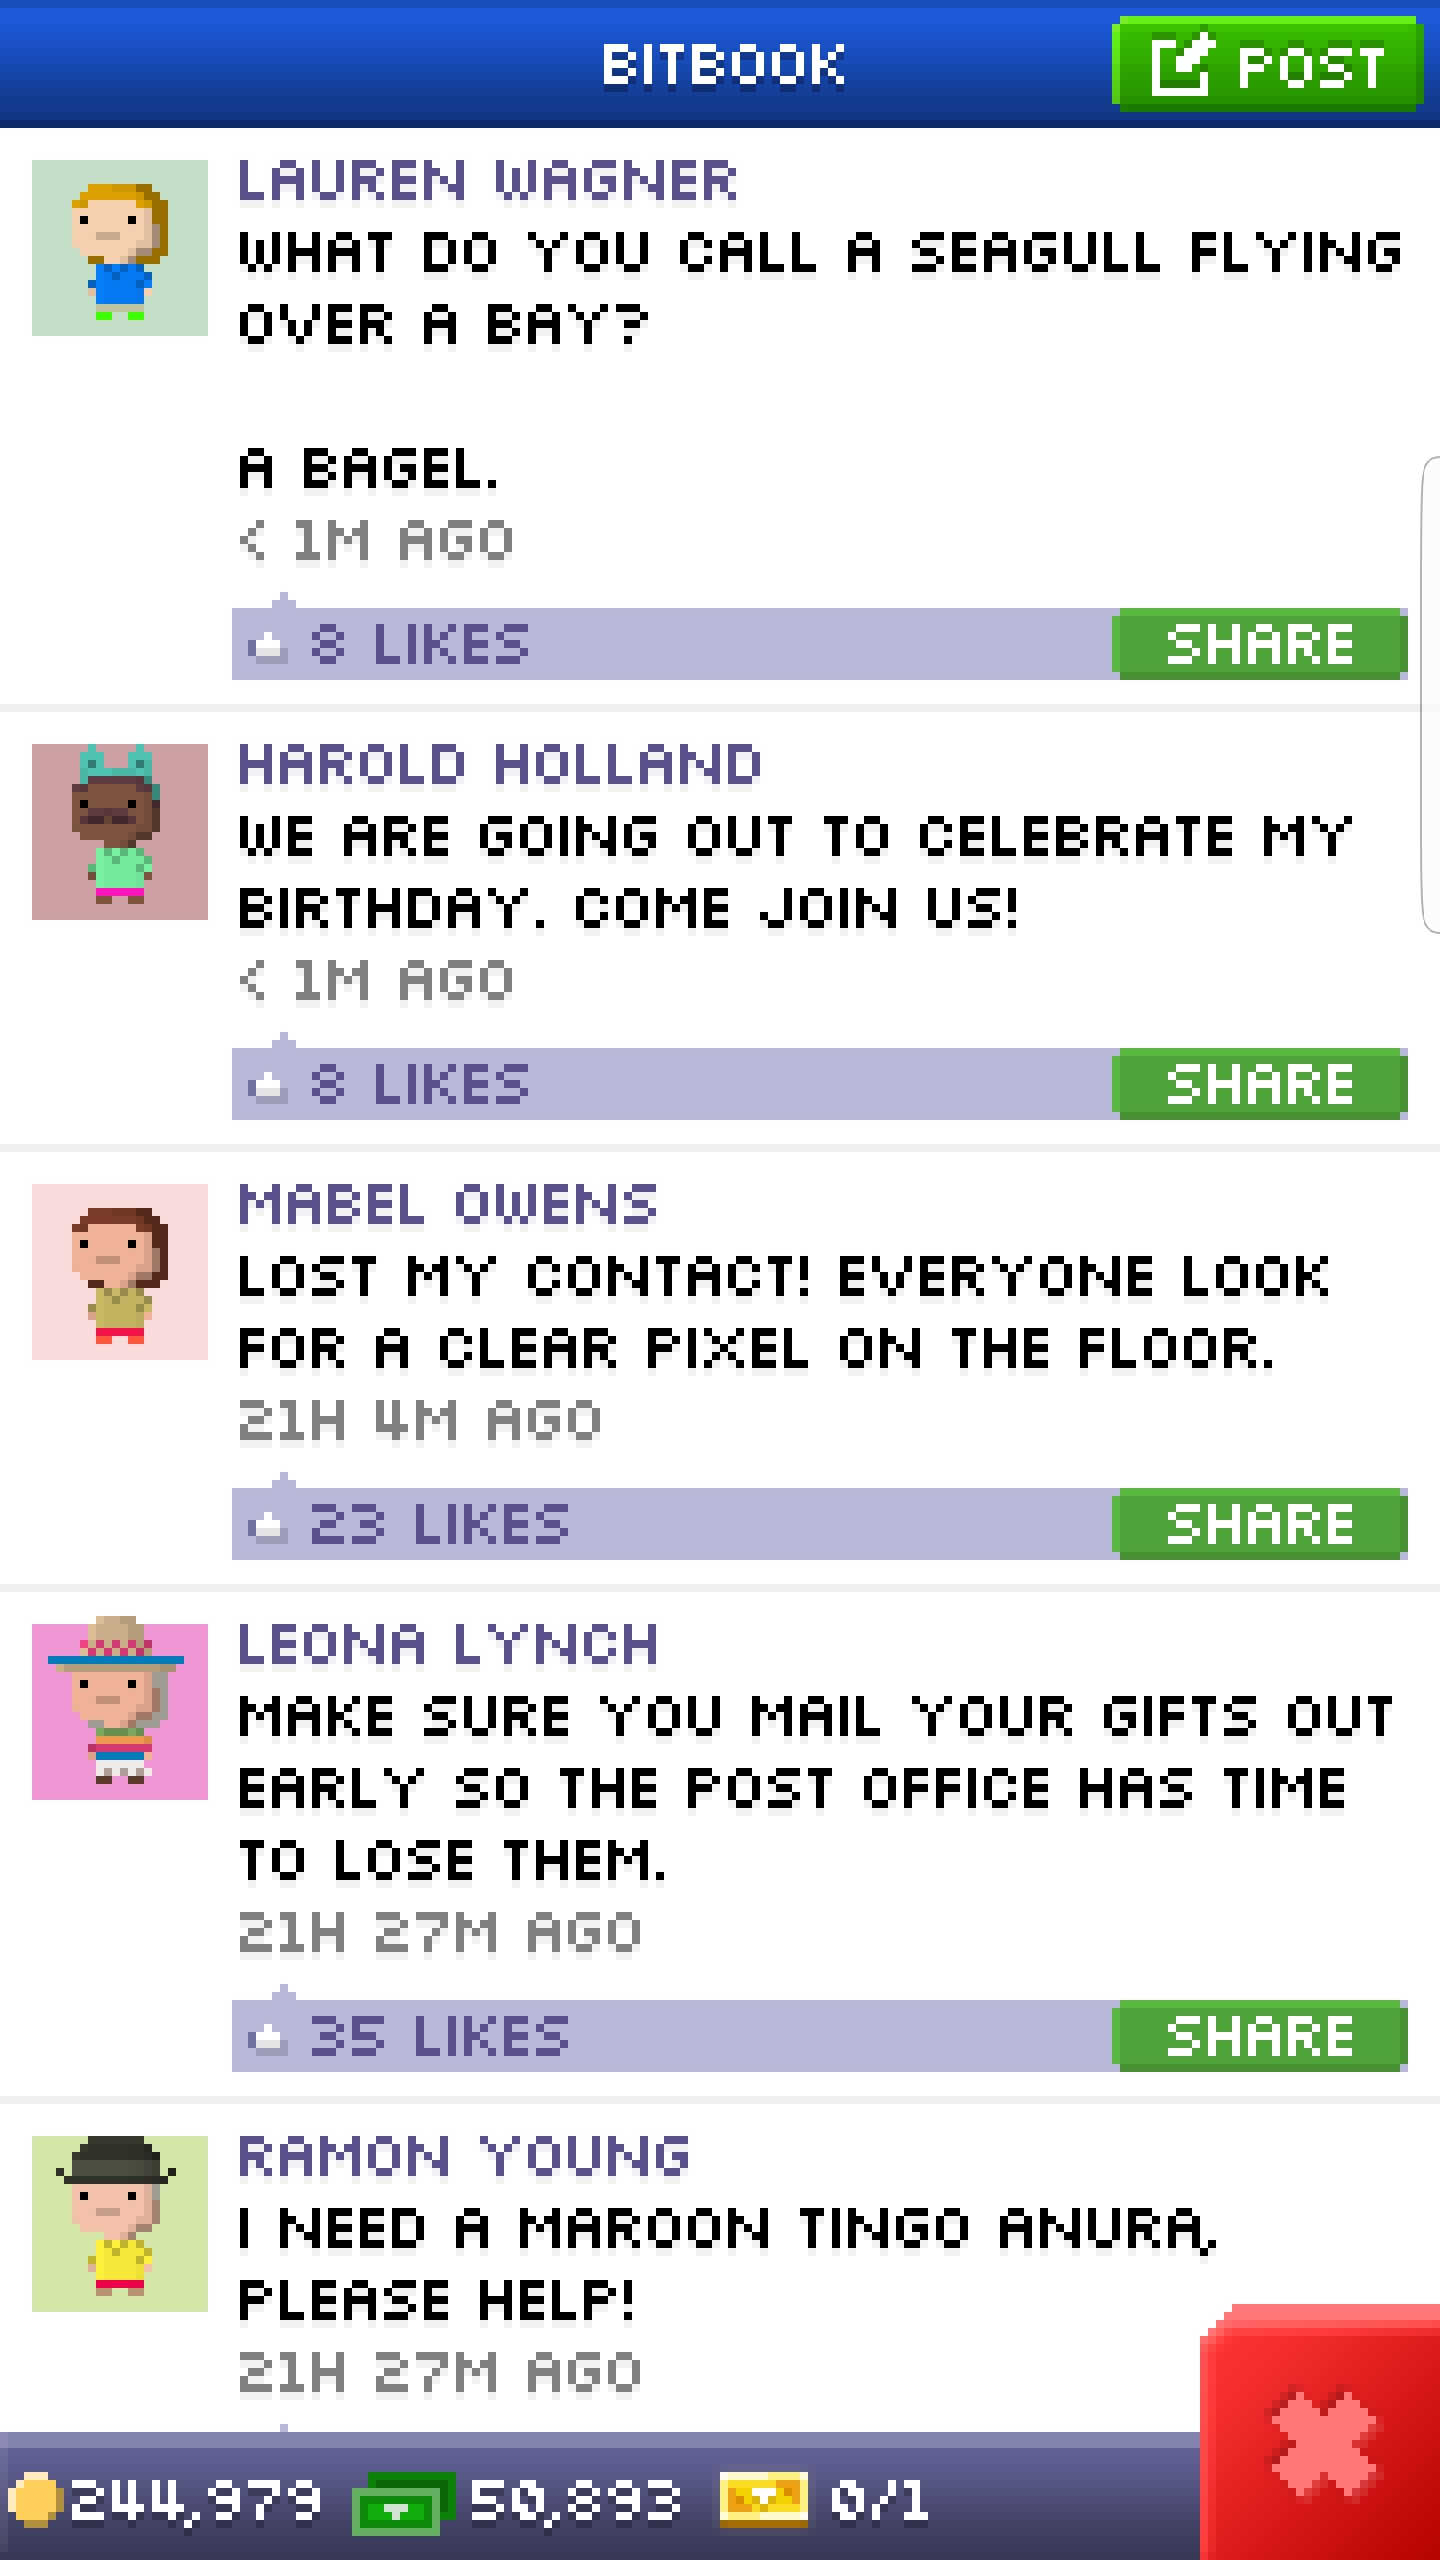 BITBOOK
POST
LAUREN WAGNER
WHAT DO YOU CALL A SEAGULL FLYING
OVER A BAY?
A BAGEL.
< 1M AGO
8 LIKES
SHARE
HAROLD HOLLAND
WE ARE GOING OUT TO CELEBRATE MY
BIRTHDAY. COME JOIN US!
< 1M AGO
8 LIKES
SHARE
MABEL OWENS
LOST MY CONTACT! EVERYONE LOOK
FOR A CLEAR PIXEL ON THE FLOOR.
21H 4M AGO
23 LIKES
SHARE
LEONA LYNCH
MAKE SURE YOU MAIL YOUR GIFTS OUT
EARLY SO THE POST OFFICE HAS TIME
TO LOSE THEM.
21H 27M AGO
35 LIKES
SHARE
RAMON YOUNG
I NEED A MAROON TINGO ANURA,
PLEASE HELP!
21H 27M AGO
244,979 50,893 0/1